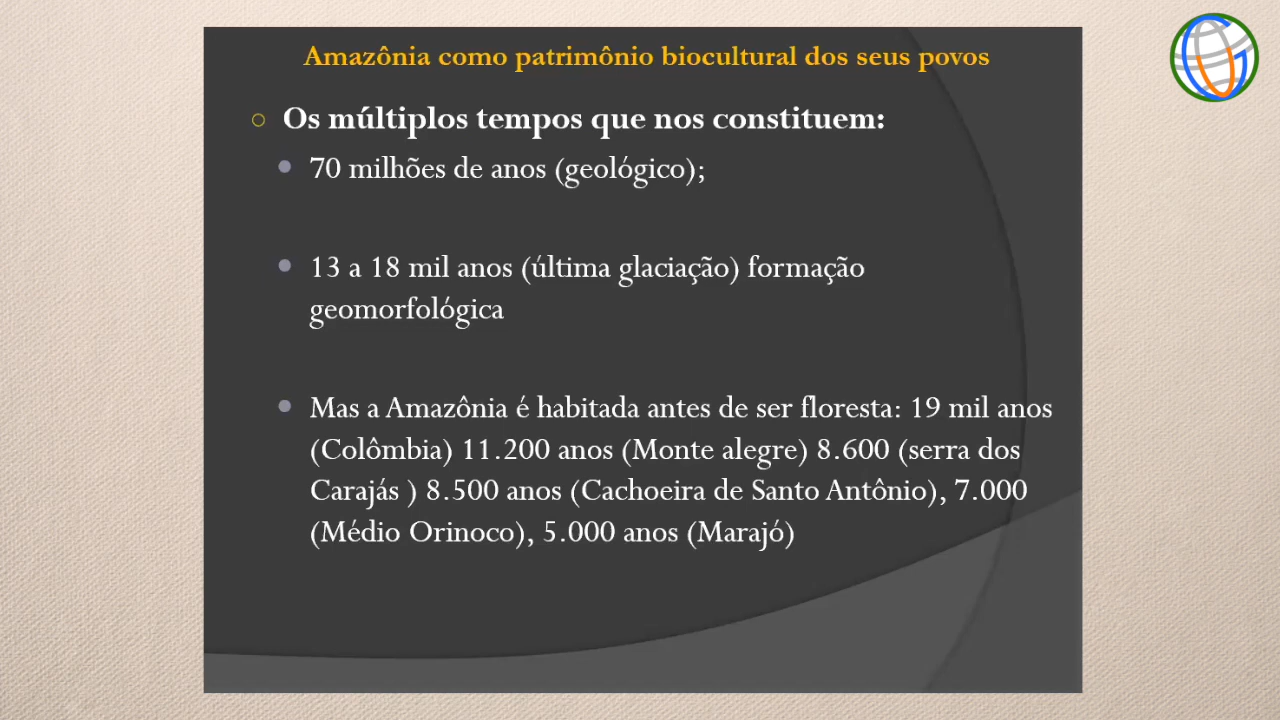 Amazônia como patrimônio biocultural dos seus povos
Os múltiplos tempos que nos constituem:
70 milhões de anos (geológico);
13 a 18 mil anos (última glaciação) formação
geomorfológica
Mas a Amazônia é habitada antes de ser floresta: 19 mil anos
(Colômbia) 11.200 anos (Monte alegre) 8.600 (serra dos
Carajás ) 8.500 anos (Cachoeira de Santo Antônio), 7.000
(Médio Orinoco), 5.000 anos (Marajó)